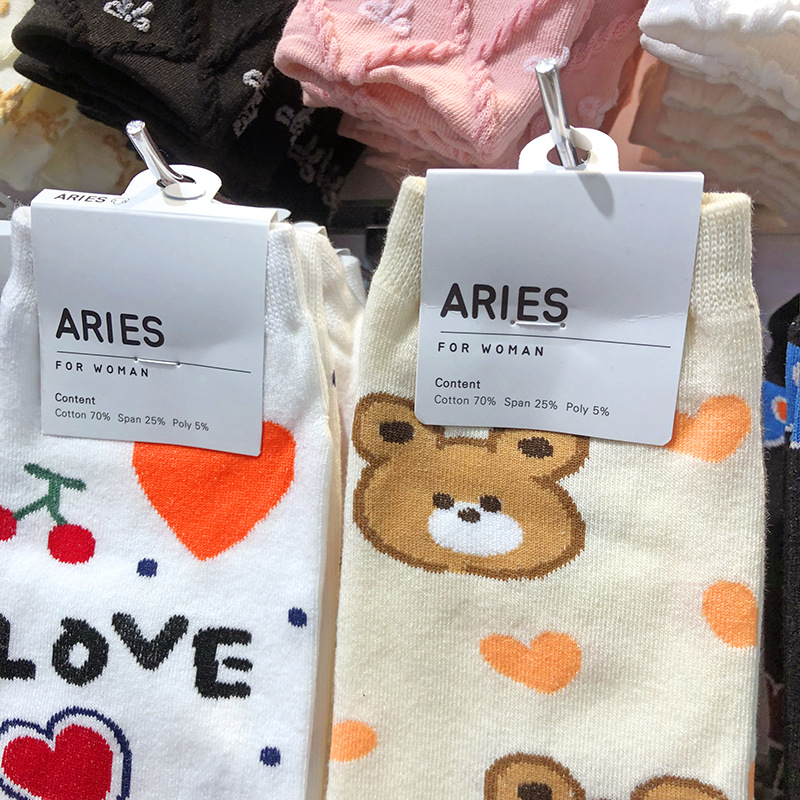 ARIES
ARIES
FOR WOMAN
Content
Cotton 70% Span 25% Poly 5%
LOVE
ARIES
FOR WOMAN
Content
Cotton 70% Span 25% Poly 5%